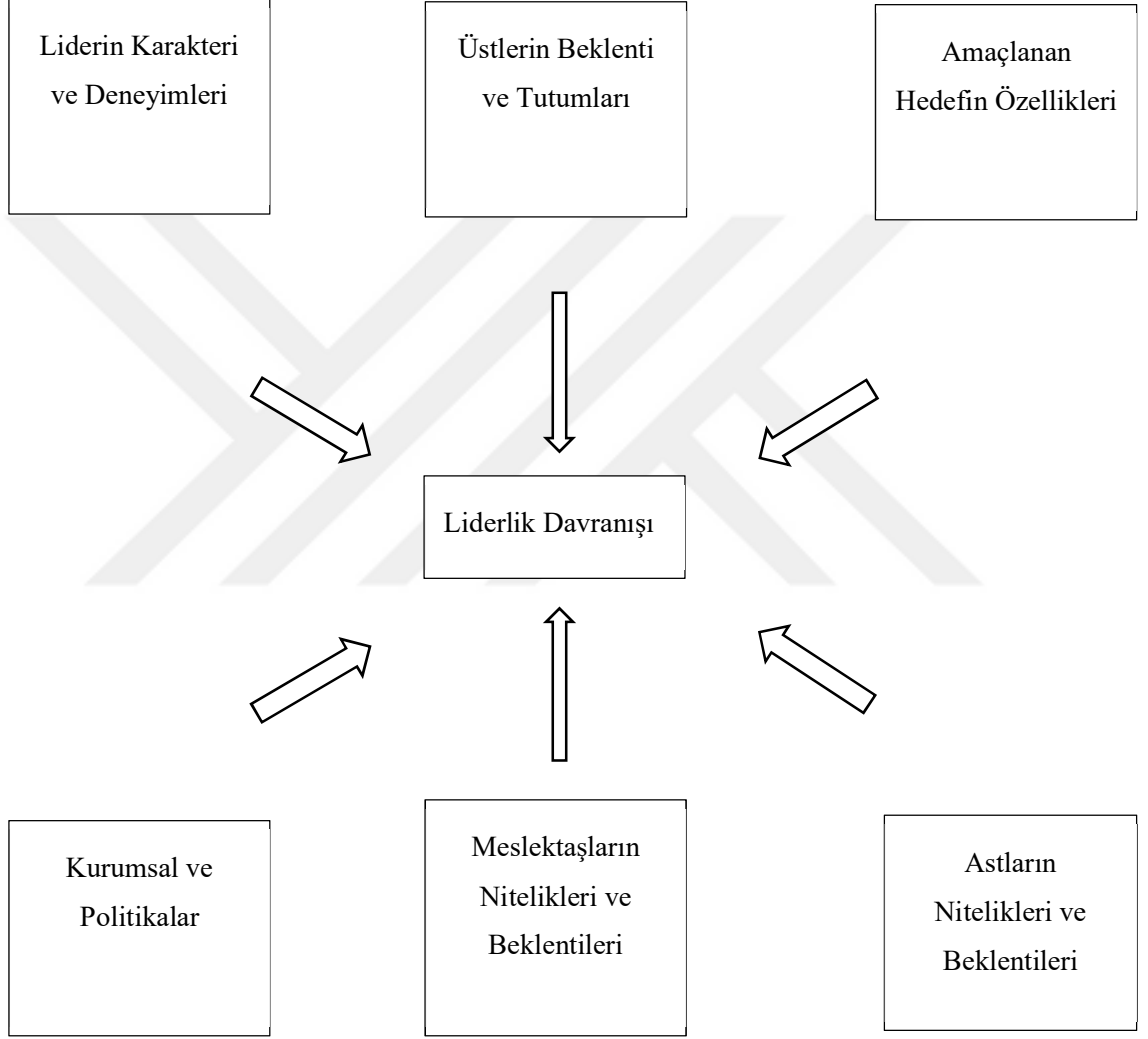 Liderin Karakteri
ve Deneyimleri
Üstlerin Beklenti
ve Tutumları
Amaçlanan
Hedefin Özellikleri
Liderlik Davranışı
Kurumsal ve
Politikalar
Meslektaşların
Nitelikleri ve
Beklentileri
Astların
Nitelikleri ve
Beklentileri